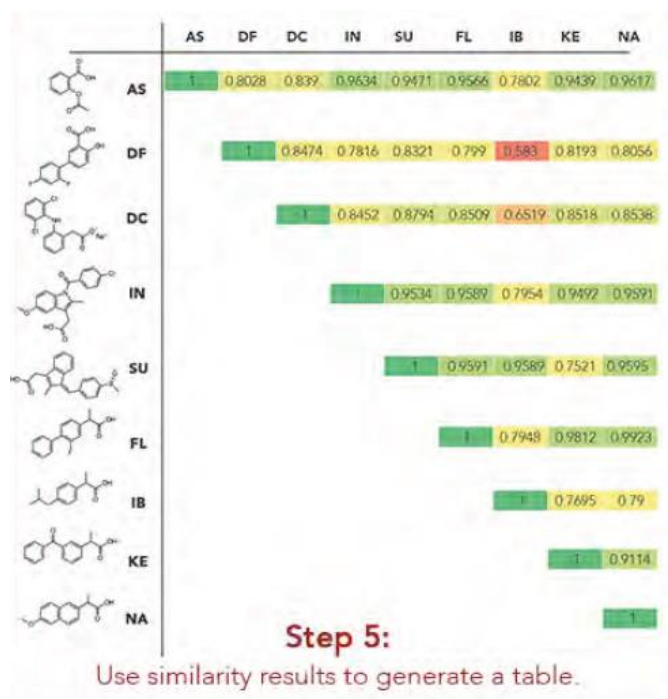 AS DF DC IN SU FL IB KE NA
AS 1 0.8028 0.839 0.9634 0.9471 0.9566 0.7802 0.9439 0.9617
DF 1 0.8474 0.7816 0.8321 0.799 0.583 0.8193 0.8056
DC 1 0.8452 0.8794 0.8509 0.6519 0.8518 0.8538
IN 1 0.9534 0.9589 0.7954 0.9492 0.9591
SU 1 0.9591 0.9589 0.7521 0.9595
FL 1 0.7948 0.9812 0.9923
IB 1 0.7695 0.79
KE 1 0.9114
NA 1
Step 5:
Use similarity results to generate a table.